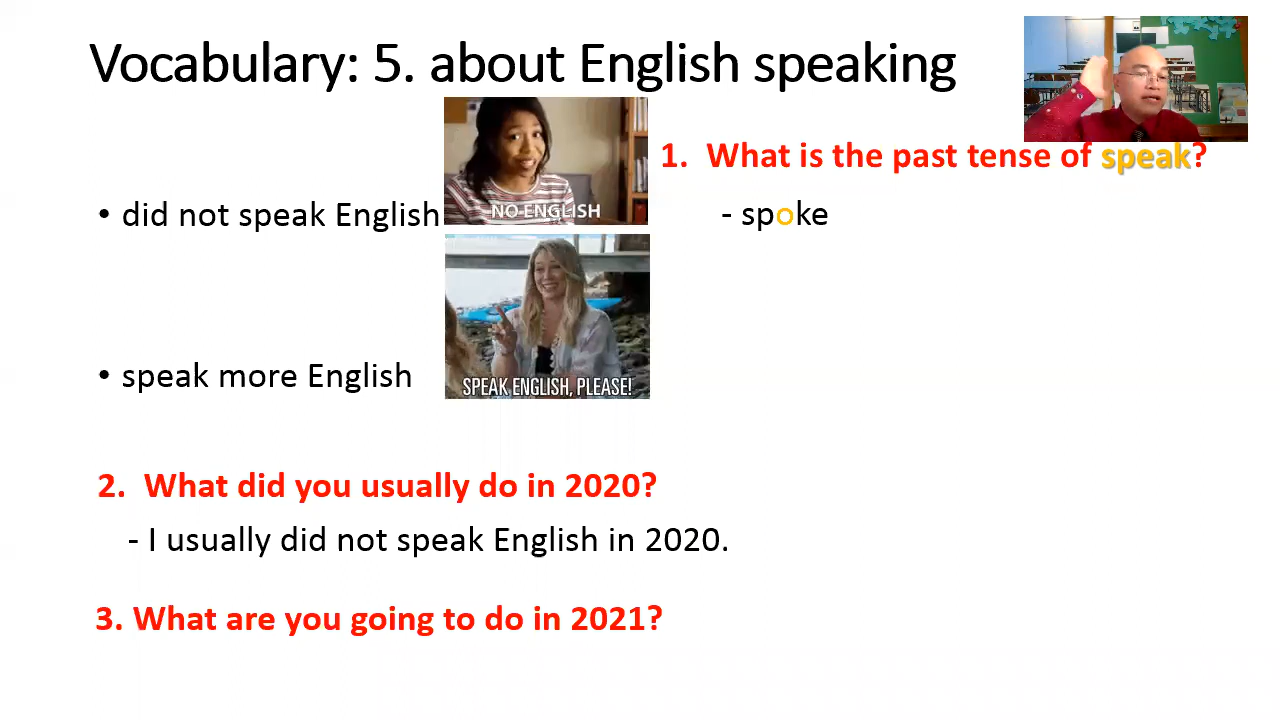 Vocabulary: 5. about English speaking
1. What is the past tense of speak?
- spoke
• did not speak English
NO ENGLISH
• speak more English
SPEAK ENGLISH, PLEASE!
2. What did you usually do in 2020?
- I usually did not speak English in 2020.
3. What are you going to do in 2021?